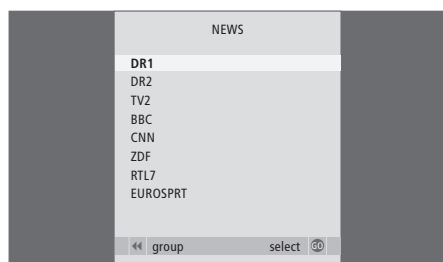 NEWS
DR1
DR2
TV2
BBC
CNN
ZDF
RTL7
EUROSPRT
group select GO